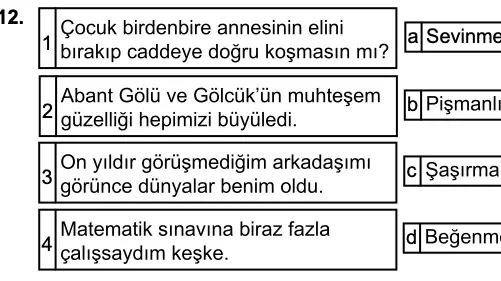 12.
1 Çocuk birdenbire annesinin elini
bırakıp caddeye doğru koşmasın mı?
a Sevinme
2 Abant Gölü ve Gölcük'ün muhteşem
güzelliği hepimizi büyüledi.
b Pişmanlı
3 On yıldır görüşmediğim arkadaşımı
görünce dünyalar benim oldu.
c Şaşırma
4 Matematik sınavına biraz fazla
çalışsaydım keşke.
d Beğenm